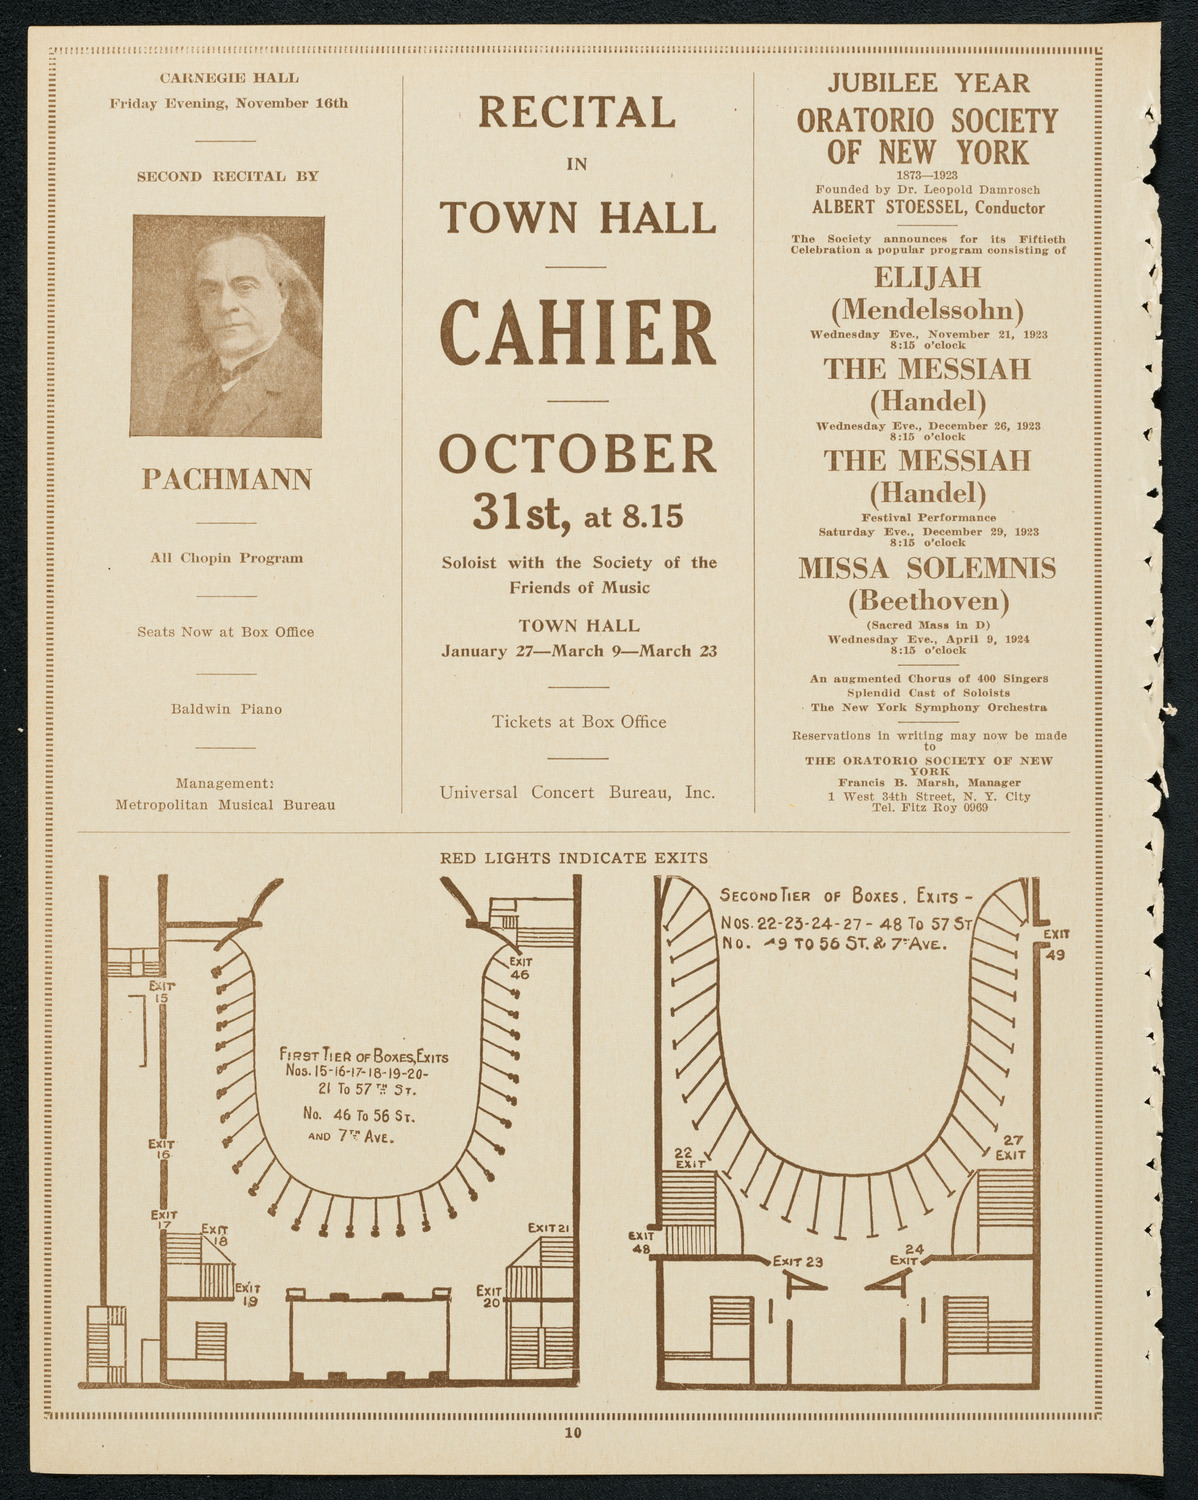 CARNEGIE HALL
Friday Evening, November 16th
SECOND RECITAL BY
PACHMANN
All Chopin Program
Seats Now at Box Office
Baldwin Piano
Management:
Metropolitan Musical Bureau
RECITAL
IN
TOWN HALL
CAHIER
OCTOBER
31st, at 8.15
Soloist with the Society of the
Friends of Music
TOWN HALL
January 27—March 9—March 23
Tickets at Box Office
Universal Concert Bureau, Inc.
JUBILEE YEAR
ORATORIO SOCIETY
OF NEW YORK
1873—1923
Founded by Dr. Leopold Damrosch
ALBERT STOESSEL, Conductor
The Society announces for its Fiftieth
Celebration a popular program consisting of
ELIJAH
(Mendelssohn)
Wednesday Eve., November 21, 1923
8:15 o'clock
THE MESSIAH
(Handel)
Wednesday Eve., December 26, 1923
8:15 o'clock
THE MESSIAH
(Handel)
Festival Performance
Saturday Eve., December 29, 1923
8:15 o'clock
MISSA SOLEMNIS
(Beethoven)
(Sacred Mass in D)
Wednesday Eve., April 9, 1924
8:15 o'clock
An augmented Chorus of 400 Singers
Splendid Cast of Soloists
The New York Symphony Orchestra
Reservations in writing may now be made
to
THE ORATORIO SOCIETY OF NEW
YORK
Francis B. Marsh, Manager
1 West 34th Street, N. Y. City
Tel. Fitz Roy 0969
RED LIGHTS INDICATE EXITS
EXIT
46
EXIT
15
FIRST TIER OF BOXES, EXITS
NOS. 15-16-17-18-19-20-
21 TO 57TH ST.
NO. 46 TO 56 ST.
AND 7TH AVE.
EXIT
16
EXIT
17
EXIT
18
EXIT 21
EXIT
19
EXIT
20
SECOND TIER OF BOXES, EXITS -
NOS. 22-23-24-27 - 48 TO 57 ST
NO. 49 TO 56 ST. & 7TH AVE.
EXIT
49
22
EXIT
27
EXIT
EXIT
48
EXIT 23
24
EXIT
10